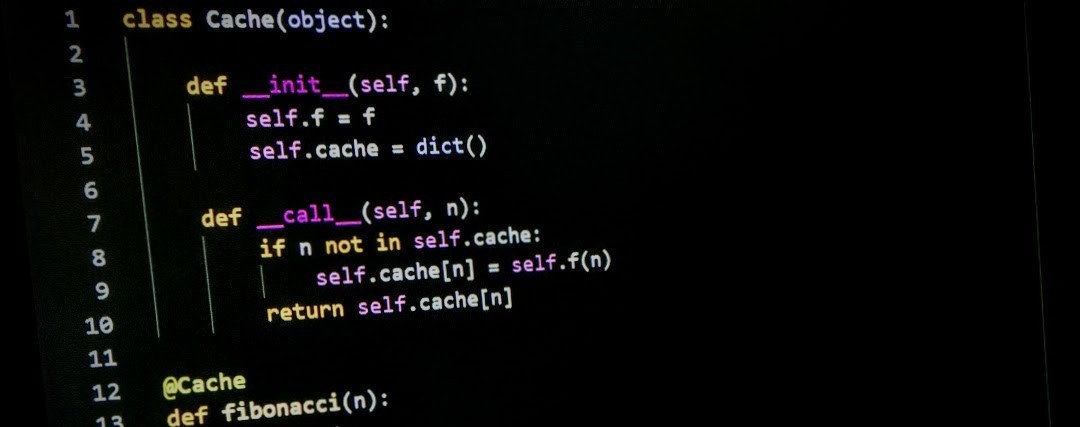 1 class Cache(object):
2
3 def __init__(self, f):
4 self.f = f
5 self.cache = dict()
6
7 def __call__(self, n):
8 if n not in self.cache:
9 self.cache[n] = self.f(n)
10 return self.cache[n]
11
12 @Cache
13 def fibonacci(n):